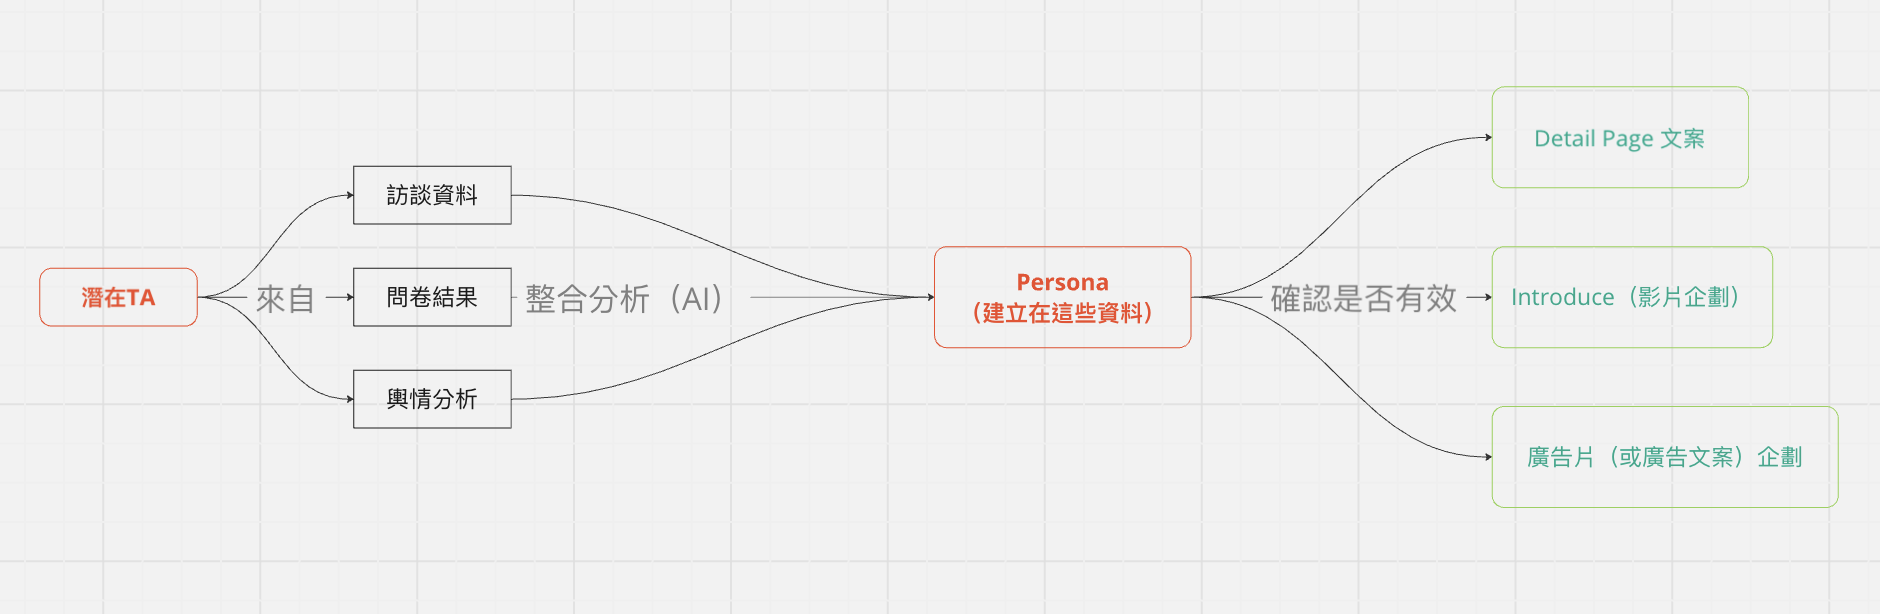 潛在TA
來自
訪談資料
問卷結果
輿情分析
整合分析（AI）
Persona
（建立在這些資料）
確認是否有效
Detail Page 文案
Introduce（影片企劃）
廣告片（或廣告文案）企劃